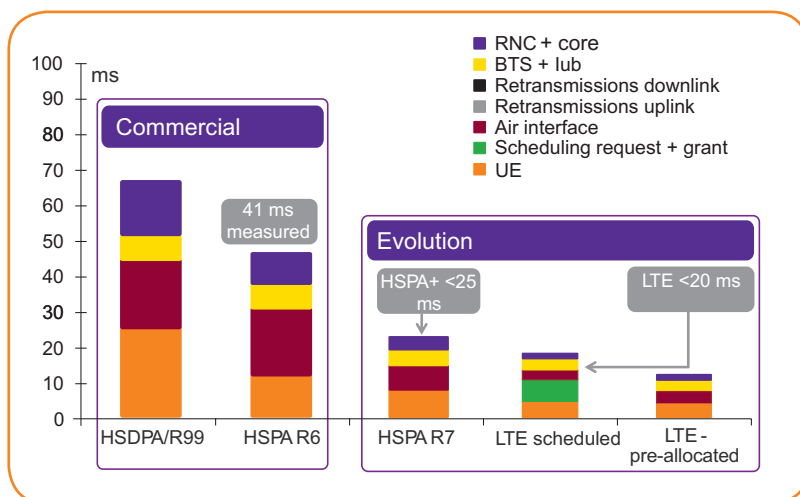 RNC + core
BTS + Iub
Retransmissions downlink
Retransmissions uplink
Air interface
Scheduling request + grant
UE
ms
100
90
80
70
60
50
40
30
20
10
0
Commercial
41 ms
measured
Evolution
HSPA+ <25
ms
LTE <20 ms
HSDPA/R99
HSPA R6
HSPA R7
LTE scheduled
LTE -
pre-allocated